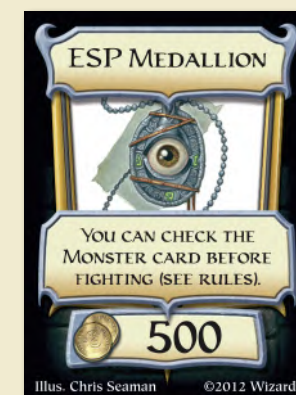 ESP MEDALLION
YOU CAN CHECK THE
MONSTER CARD BEFORE
FIGHTING (SEE RULES).
500
Illus. Chris Seaman ©2012 Wizard